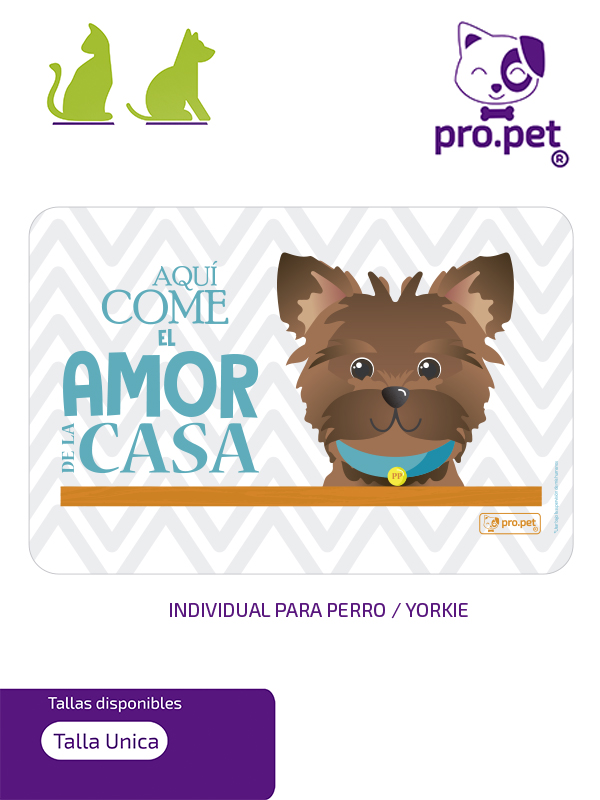 pro.pet
®
AQUÍ
COME
EL
AMOR
DE LA
CASA
PP
pro.pet
®
INDIVIDUAL PARA PERRO / YORKIE
Tallas disponibles
Talla Unica